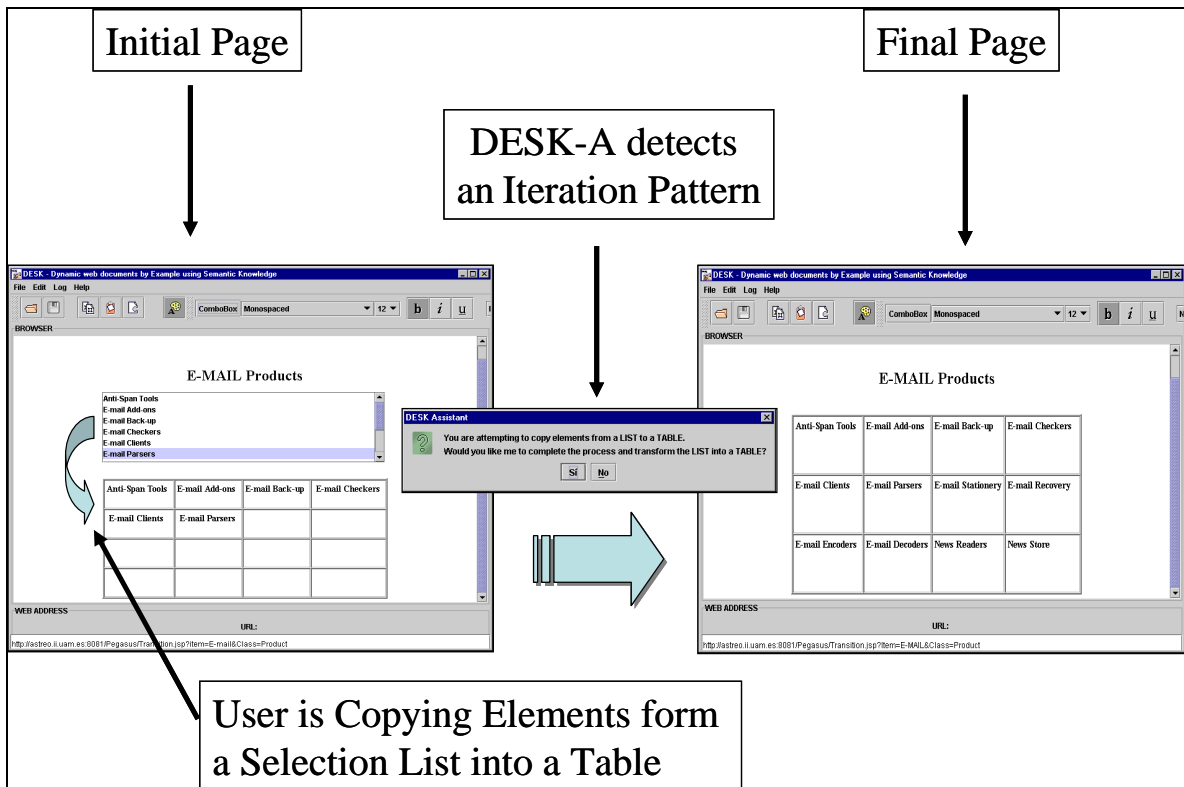 Initial Page
Final Page
DESK-A detects
an Iteration Pattern
DESK - Dynamic web documents by Example using Semantic Knowledge
File Edit Log Help
ComboBox Monospaced 12 b i u
BROWSER
E-MAIL Products
Anti-Span Tools
E-mail Add-ons
E-mail Back-up
E-mail Checkers
E-mail Clients
E-mail Parsers
Anti-Span Tools E-mail Add-ons E-mail Back-up E-mail Checkers
E-mail Clients E-mail Parsers
WEB ADDRESS
URL:
http://astreo.ii.uam.es:8081/Pegasus/Transition.jsp?Item=E-mail&Class=Product
DESK Assistant
You are attempting to copy elements from a LIST to a TABLE.
Would you like me to complete the process and transform the LIST into a TABLE?
Sí No
DESK - Dynamic web documents by Example using Semantic Knowledge
File Edit Log Help
ComboBox Monospaced 12 b i u N
BROWSER
E-MAIL Products
Anti-Span Tools E-mail Add-ons E-mail Back-up E-mail Checkers
E-mail Clients E-mail Parsers E-mail Stationery E-mail Recovery
E-mail Encoders E-mail Decoders News Readers News Store
WEB ADDRESS
URL:
http://astreo.ii.uam.es:8081/Pegasus/Transition.jsp?Item=E-MAIL&Class=Product
User is Copying Elements form
a Selection List into a Table